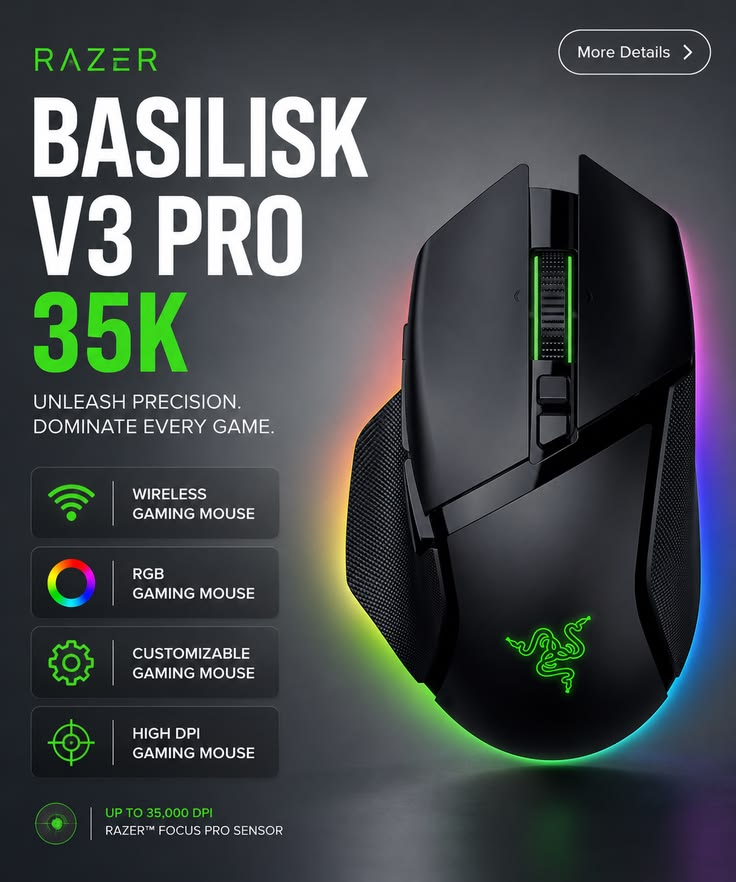 RAZER
More Details
BASILISK
V3 PRO
35K
UNLEASH PRECISION.
DOMINATE EVERY GAME.
WIRELESS
GAMING MOUSE
RGB
GAMING MOUSE
CUSTOMIZABLE
GAMING MOUSE
HIGH DPI
GAMING MOUSE
UP TO 35,000 DPI
RAZER™ FOCUS PRO SENSOR